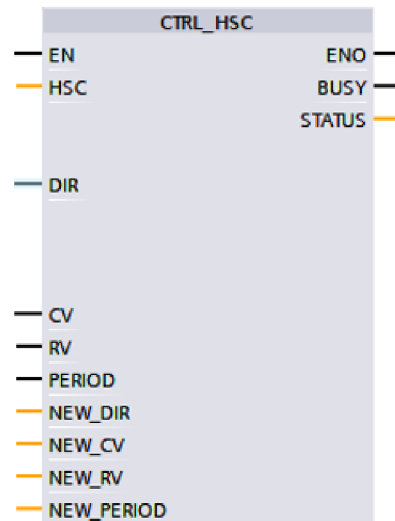 CTRL_HSC
EN ENO
HSC BUSY
STATUS
DIR
CV
RV
PERIOD
NEW_DIR
NEW_CV
NEW_RV
NEW_PERIOD